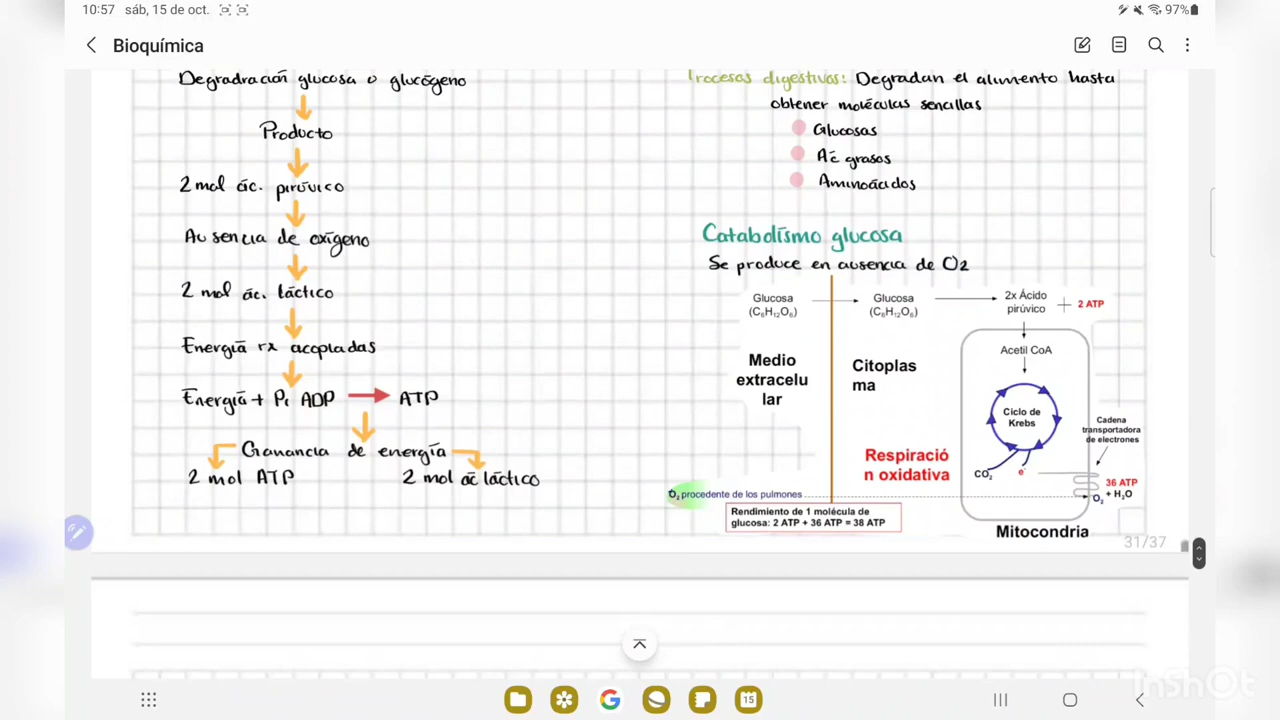 10:57 sáb, 15 de oct.
97%
Bioquímica
Degradración glucosa o glucógeno
Producto
2 mol ác. pirúvico
Ausencia de oxígeno
2 mol ác. láctico
Energía rx acopladas
Energía + Pi ADP → ATP
Ganancia de energía
2 mol ATP
2 mol ác láctico
Procesos digestivos: Degradan el alimento hasta
obtener moléculas sencillas
Glucosas
Ác grasos
Aminoácidos
Catabolismo glucosa
Se produce en ausencia de O2
Glucosa
(C₆H₁₂O₆)
Glucosa
(C₆H₁₂O₆)
2x Ácido
pirúvico
+ 2 ATP
Acetil CoA
Medio
extracelu
lar
Citoplas
ma
Ciclo de
Krebs
Cadena
transportadora
de electrones
Respiració
n oxidativa
CO₂
e⁻
36 ATP
O₂ + H₂O
O₂ procedente de los pulmones
Rendimiento de 1 molécula de
glucosa: 2 ATP + 36 ATP = 38 ATP
Mitocondria
31/37
15
InShOt